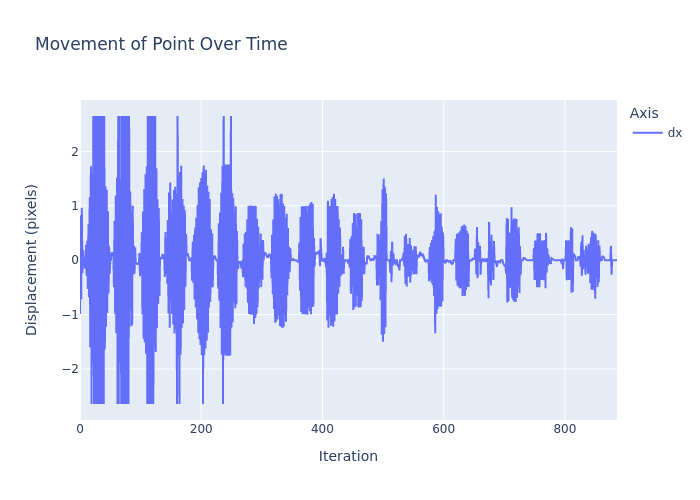 Movement of Point Over Time
Axis
dx
Displacement (pixels)
2
1
0
−1
−2
0
200
400
600
800
Iteration